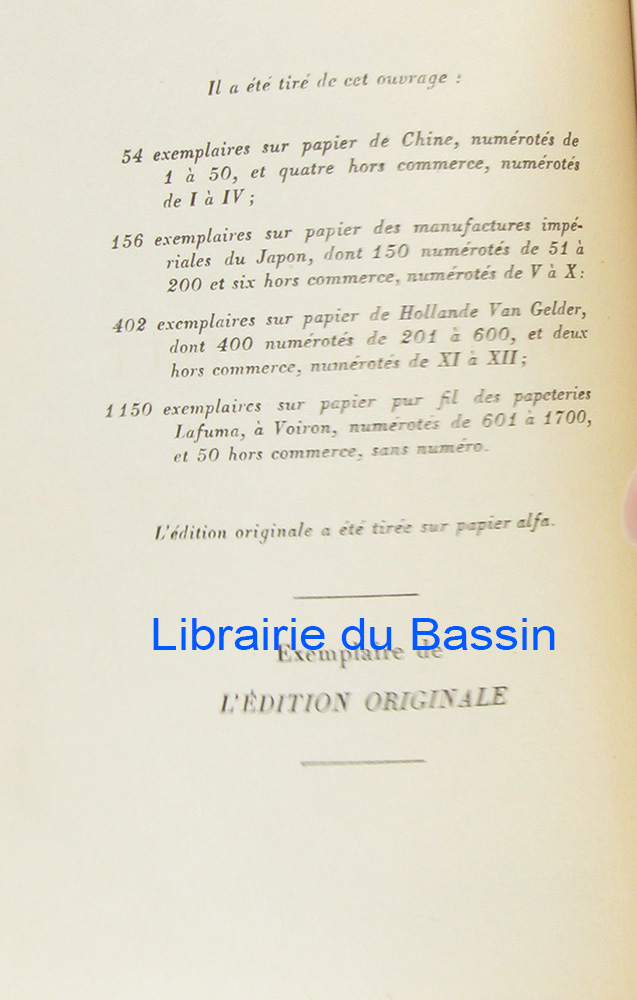 Il a été tiré de cet ouvrage :
54 exemplaires sur papier de Chine, numérotés de
1 à 50, et quatre hors commerce, numérotés
de I à IV ;
156 exemplaires sur papier des manufactures impé-
riales du Japon, dont 150 numérotés de 51 à
200 et six hors commerce, numérotés de V à X :
402 exemplaires sur papier de Hollande Van Gelder,
dont 400 numérotés de 201 à 600, et deux
hors commerce, numérotés de XI à XII ;
1150 exemplaires sur papier pur fil des papeteries
Lafuma, à Voiron, numérotés de 601 à 1700,
et 50 hors commerce, sans numéro.
L'édition originale a été tirée sur papier alfa.
Librairie du Bassin
Exemplaire de
L'ÉDITION ORIGINALE